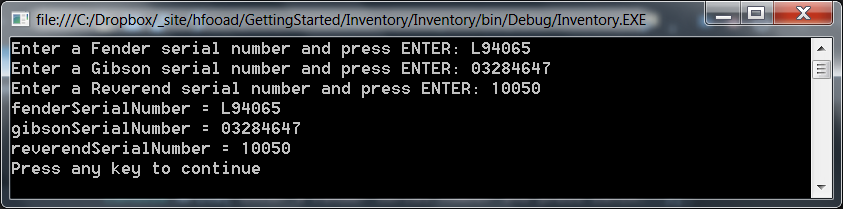 file:///C:/Dropbox/_site/hfooad/GettingStarted/Inventory/Inventory/bin/Debug/Inventory.EXE
Enter a Fender serial number and press ENTER: L94065
Enter a Gibson serial number and press ENTER: 03284647
Enter a Reverend serial number and press ENTER: 10050
fenderSerialNumber = L94065
gibsonSerialNumber = 03284647
reverendSerialNumber = 10050
Press any key to continue